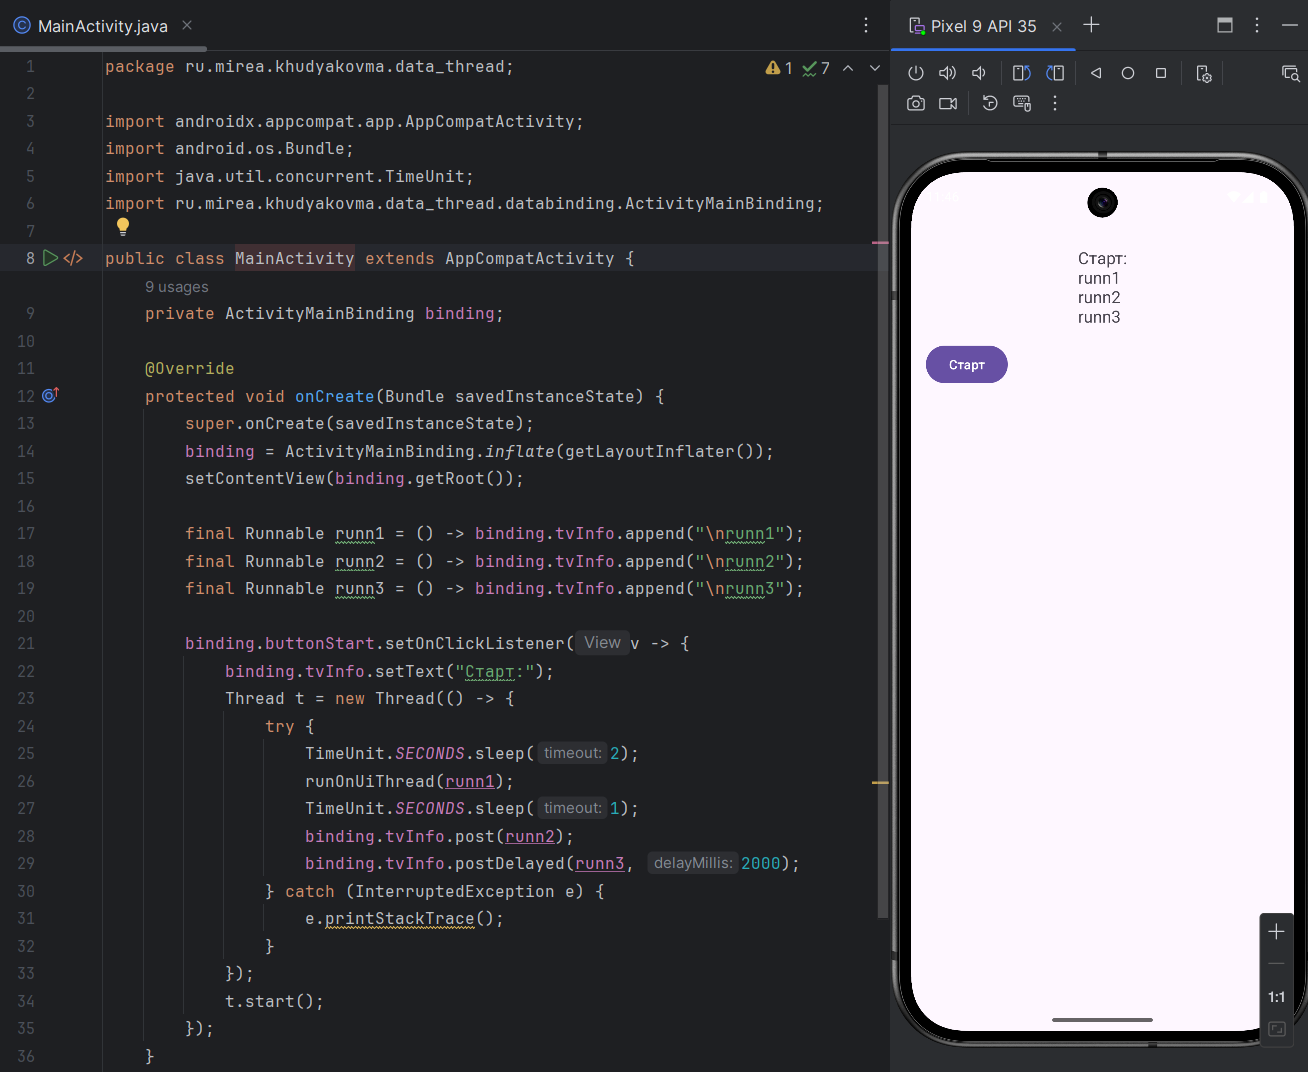 MainActivity.java
1 package ru.mirea.khudyakovma.data_thread;
1 7
2
3 import androidx.appcompat.app.AppCompatActivity;
4 import android.os.Bundle;
5 import java.util.concurrent.TimeUnit;
6 import ru.mirea.khudyakovma.data_thread.databinding.ActivityMainBinding;
7
8 public class MainActivity extends AppCompatActivity {
9 usages
9 private ActivityMainBinding binding;
10
11 @Override
12 protected void onCreate(Bundle savedInstanceState) {
13 super.onCreate(savedInstanceState);
14 binding = ActivityMainBinding.inflate(getLayoutInflater());
15 setContentView(binding.getRoot());
16
17 final Runnable runn1 = () -> binding.tvInfo.append("\nrunn1");
18 final Runnable runn2 = () -> binding.tvInfo.append("\nrunn2");
19 final Runnable runn3 = () -> binding.tvInfo.append("\nrunn3");
20
21 binding.buttonStart.setOnClickListener( View v -> {
22 binding.tvInfo.setText("Старт:");
23 Thread t = new Thread(() -> {
24 try {
25 TimeUnit.SECONDS.sleep( timeout: 2);
26 runOnUiThread(runn1);
27 TimeUnit.SECONDS.sleep( timeout: 1);
28 binding.tvInfo.post(runn2);
29 binding.tvInfo.postDelayed(runn3, delayMillis: 2000);
30 } catch (InterruptedException e) {
31 e.printStackTrace();
32 }
33 });
34 t.start();
35 });
36 }
Pixel 9 API 35
Старт:
runn1
runn2
runn3
Старт
1:1